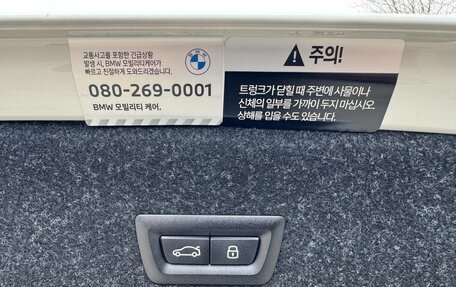 교통사고를 포함한 긴급상황
발생 시, BMW 모빌리티케어가
빠르고 친절하게 도와드리겠습니다.
080-269-0001
BMW 모빌리티 케어.
BMW
주의!
트렁크가 닫힐 때 주변에 사물이나
신체의 일부를 가까이 두지 마십시오.
상해를 입을 수도 있습니다.